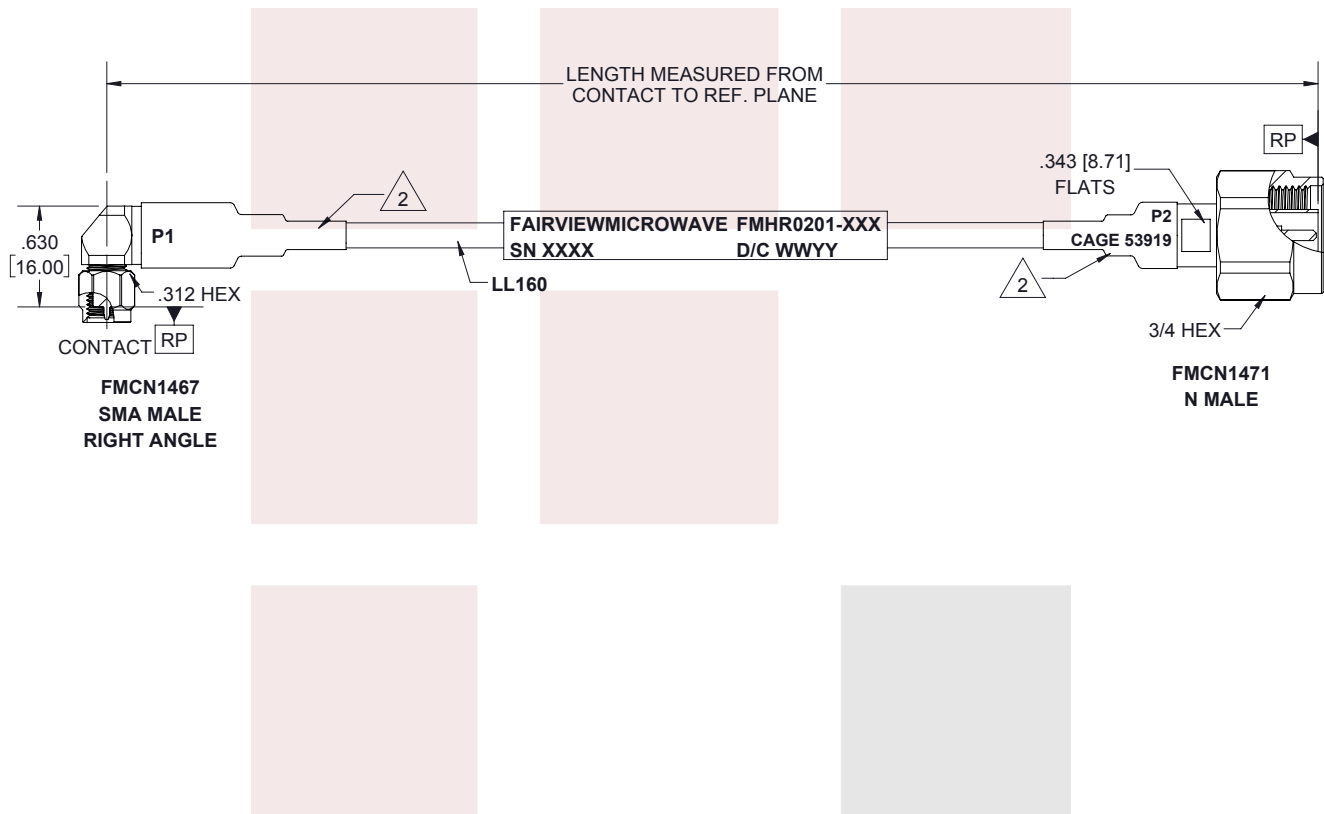 LENGTH MEASURED FROM
CONTACT TO REF. PLANE
RP
.343 [8.71]
FLATS
2
P1
FAIRVIEWMICROWAVE FMHR0201-XXX
SN XXXX D/C WWYY
P2
CAGE 53919
.630
[16.00]
.312 HEX
LL160
2
CONTACT
RP
3/4 HEX
FMCN1467
SMA MALE
RIGHT ANGLE
FMCN1471
N MALE